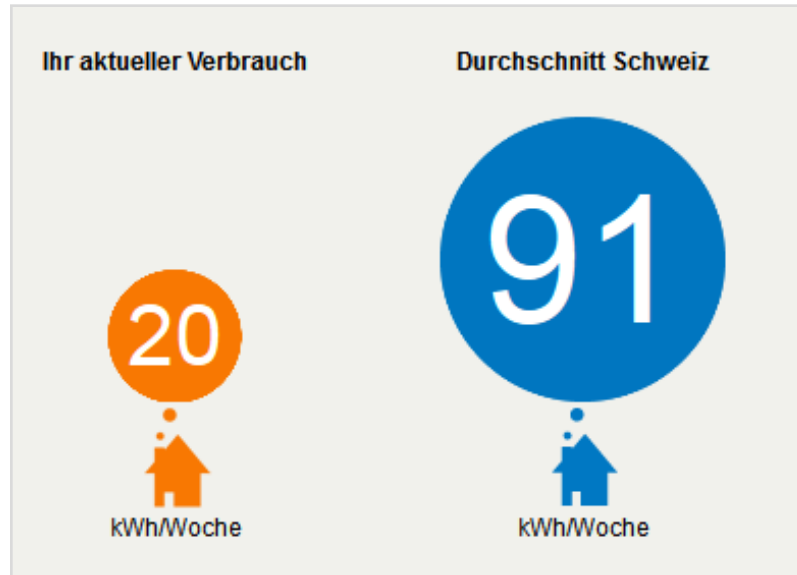 Ihr aktueller Verbrauch
Durchschnitt Schweiz
20
91
kWh/Woche
kWh/Woche